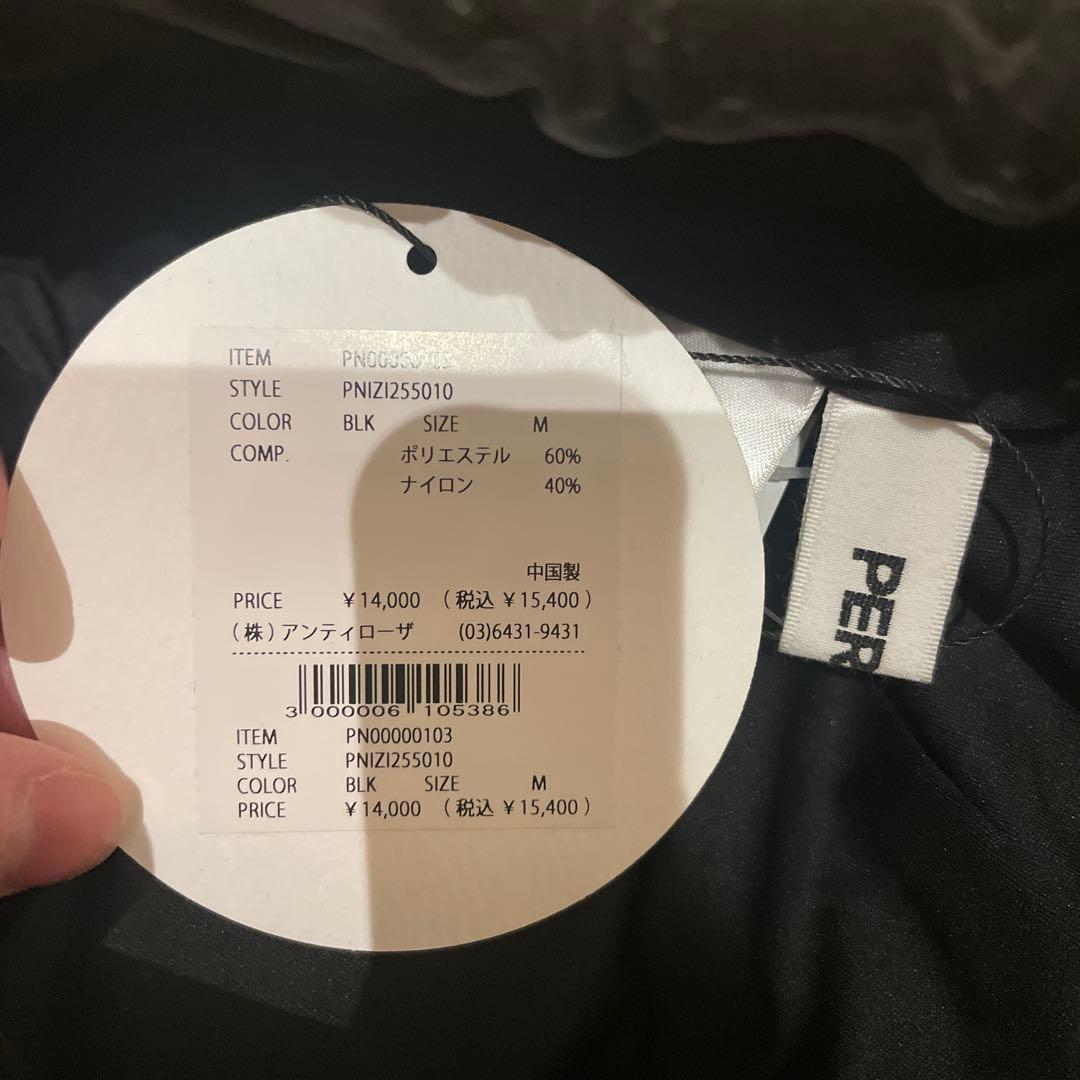 ITEM PN00000103
STYLE PNIZI255010
COLOR BLK SIZE M
COMP. ポリエステル 60%
ナイロン 40%
中国製
PRICE ¥14,000 (税込 ¥15,400)
(株)アンティローザ (03)6431-9431
3 000006 105386
ITEM PN00000103
STYLE PNIZI255010
COLOR BLK SIZE M
PRICE ¥14,000 (税込 ¥15,400)
PER